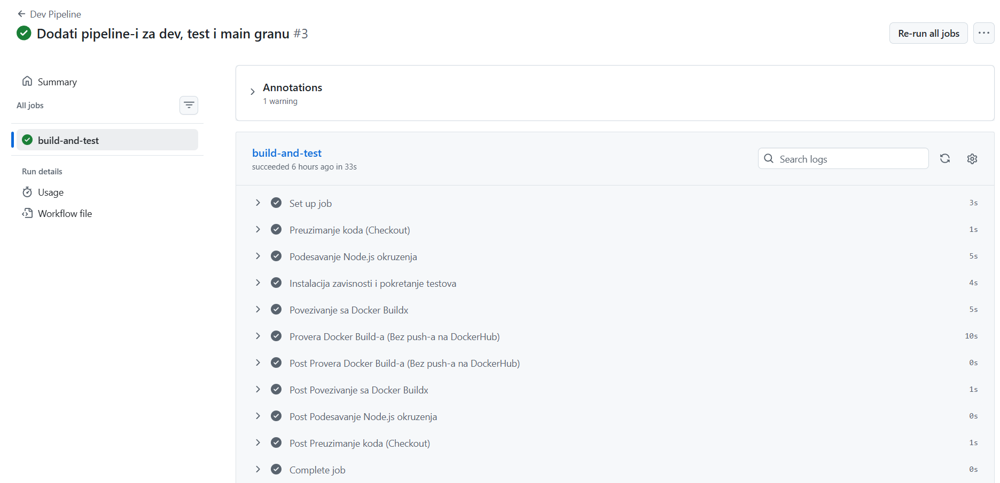 Dev Pipeline
Dodati pipeline-i za dev, test i main granu #3
Re-run all jobs
Summary
All jobs
build-and-test
Run details
Usage
Workflow file
Annotations
1 warning
build-and-test
succeeded 6 hours ago in 33s
Search logs
Set up job 3s
Preuzimanje koda (Checkout) 1s
Podesavanje Node.js okruzenja 5s
Instalacija zavisnosti i pokretanje testova 4s
Povezivanje sa Docker Buildx 5s
Provera Docker Build-a (Bez push-a na DockerHub) 10s
Post Provera Docker Build-a (Bez push-a na DockerHub) 0s
Post Povezivanje sa Docker Buildx 1s
Post Podesavanje Node.js okruzenja 0s
Post Preuzimanje koda (Checkout) 1s
Complete job 0s